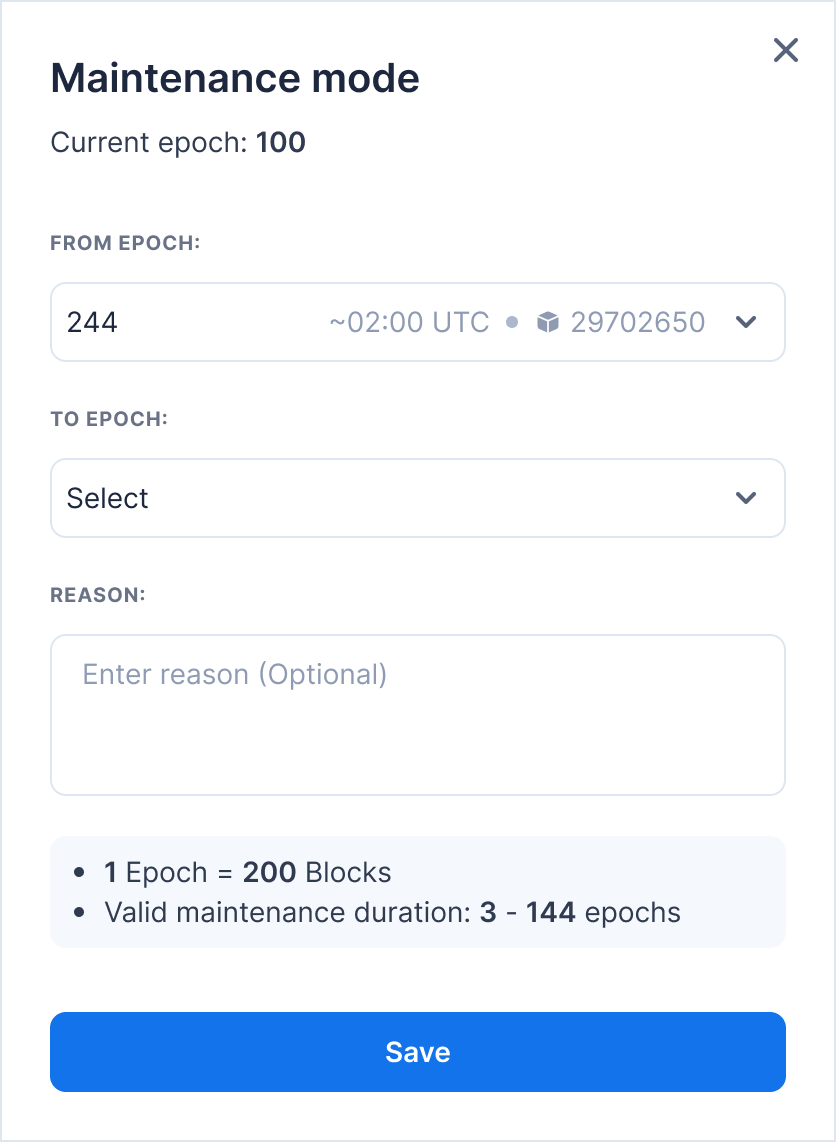 Maintenance mode
Current epoch: 100
FROM EPOCH:
244 ~02:00 UTC • 29702650
TO EPOCH:
Select
REASON:
Enter reason (Optional)
• 1 Epoch = 200 Blocks
• Valid maintenance duration: 3 - 144 epochs
Save